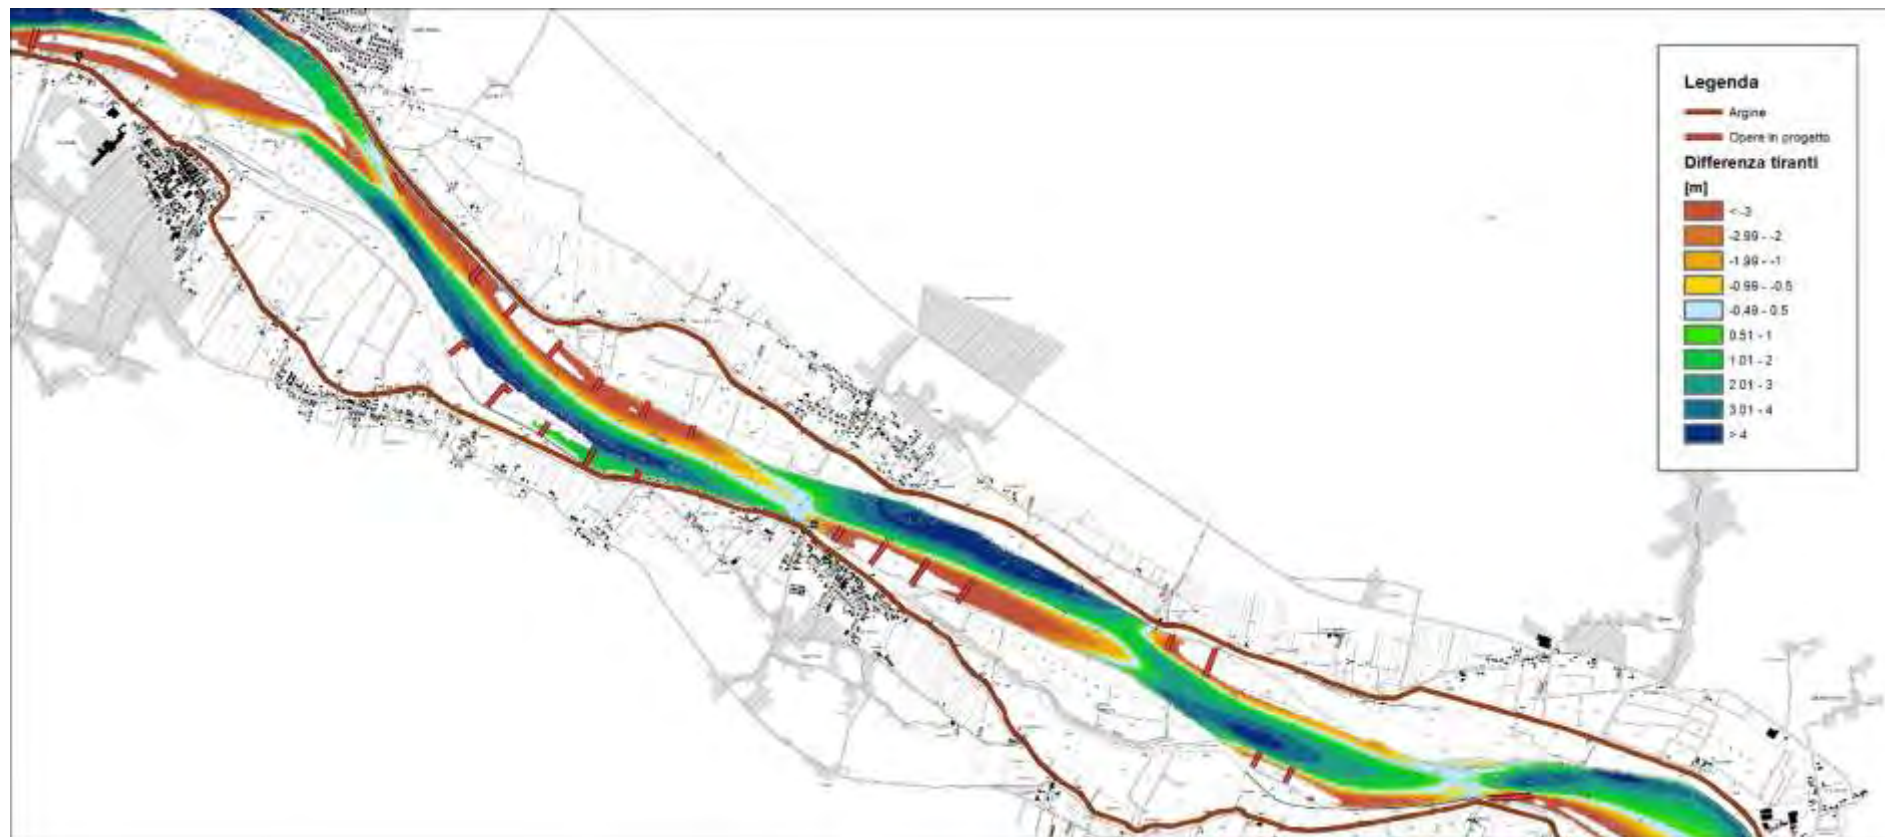 Legenda
Argine
Opere in progetto
Differenza tiranti
[m]
< -3
-2.99 - -2
-1.99 - -1
-0.99 - -0.5
-0.49 - 0.5
0.51 - 1
1.01 - 2
2.01 - 3
3.01 - 4
> 4